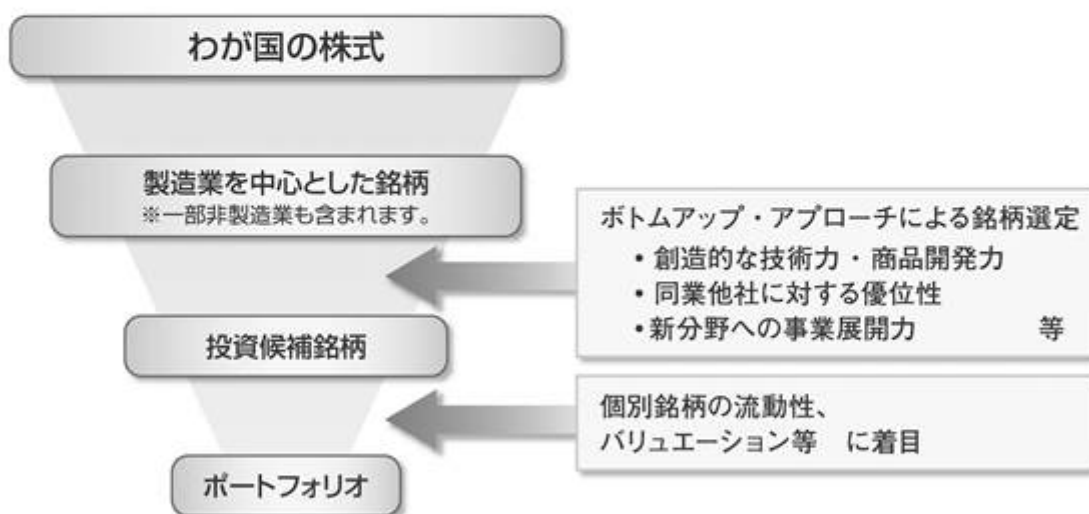 わが国の株式
製造業を中心とした銘柄
※一部非製造業も含まれます。
ボトムアップ・アプローチによる銘柄選定
• 創造的な技術力・商品開発力
• 同業他社に対する優位性
• 新分野への事業展開力　等
投資候補銘柄
個別銘柄の流動性、
バリュエーション等　に着目
ポートフォリオ